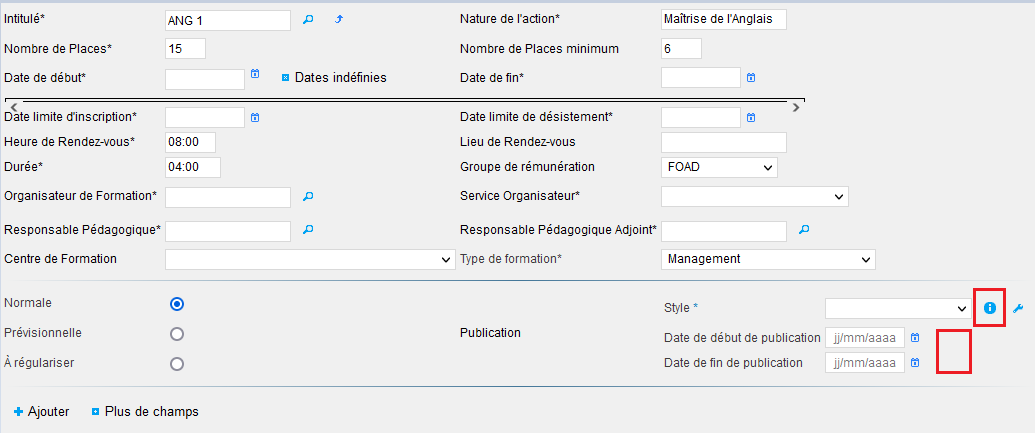 Intitulé* ANG 1 Nature de l'action* Maîtrise de l'Anglais
Nombre de Places* 15 Nombre de Places minimum 6
Date de début* Dates indéfinies Date de fin*
Date limite d'inscription* Date limite de désistement*
Heure de Rendez-vous* 08:00 Lieu de Rendez-vous
Durée* 04:00 Groupe de rémunération FOAD
Organisateur de Formation* Service Organisateur*
Responsable Pédagogique* Responsable Pédagogique Adjoint*
Centre de Formation Type de formation* Management
Normale Style *
Prévisionnelle Publication Date de début de publication jj/mm/aaaa
À régulariser Date de fin de publication jj/mm/aaaa
Ajouter Plus de champs